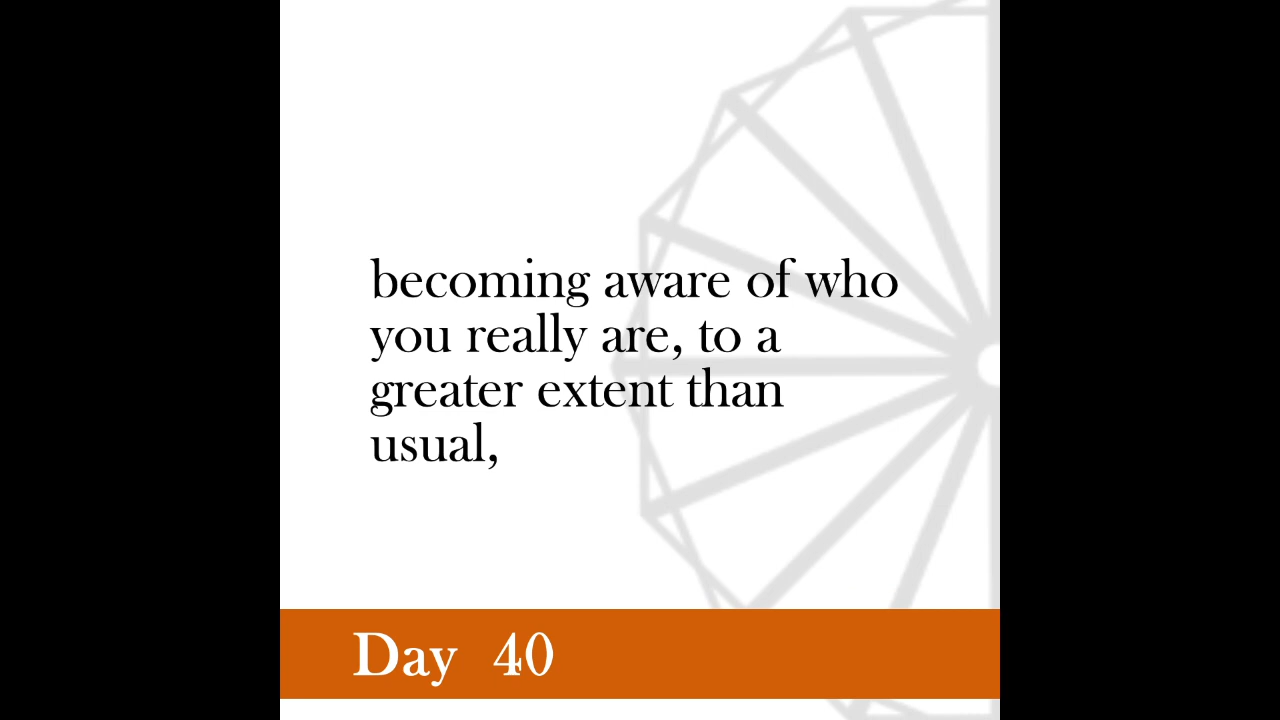 becoming aware of who
you really are, to a
greater extent than
usual,
Day 40